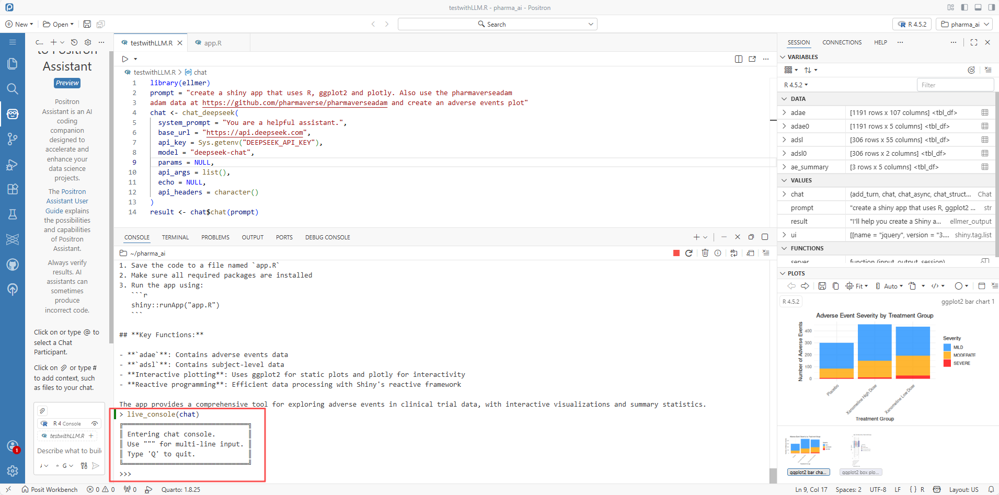 testwithLLM.R - pharma_ai - Positron
New
Open
Search
R 4.5.2
pharma_ai
C...
to Positron
Assistant
Preview
Positron
Assistant is an AI
coding
companion
designed to
accelerate and
enhance your
data science
projects.
The Positron
Assistant User
Guide explains
the possibilities
and capabilities
of Positron
Assistant.
Always verify
results. AI
assistants can
sometimes
produce
incorrect code.
Click on or type @ to
select a Chat
Participant.
Click on or type #
to add context, such
as files to your chat.
R 4 Console
testwithLLM.R +
Describe what to buil
G
1
testwithLLM.R
app.R
testwithLLM.R > chat
1 library(ellmer)
2 prompt = "create a shiny app that uses R, ggplot2 and plotly. Also use the pharmaverseadam
3 adam data at https://github.com/pharmaverse/pharmaverseadam and create an adverse events plot"
4 chat <- chat_deepseek(
5 system_prompt = "You are a helpful assistant.",
6 base_url = "https://api.deepseek.com",
7 api_key = Sys.getenv("DEEPSEEK_API_KEY"),
8 model = "deepseek-chat",
9 params = NULL,
10 api_args = list(),
11 echo = NULL,
12 api_headers = character()
13 )
14 result <- chat$chat(prompt)
CONSOLE TERMINAL PROBLEMS OUTPUT PORTS DEBUG CONSOLE
~/pharma_ai
1. Save the code to a file named `app.R`
2. Make sure all required packages are installed
3. Run the app using:
```r
shiny::runApp("app.R")
```
## **Key Functions:**
- **`adae`**: Contains adverse events data
- **`adsl`**: Contains subject-level data
- **Interactive plotting**: Uses ggplot2 for static plots and plotly for interactivity
- **Reactive programming**: Efficient data processing with Shiny's reactive framework
The app provides a comprehensive tool for exploring adverse events in clinical trial data, with interactive visualizations and summary statistics.
> live_console(chat)
Entering chat console.
Use """ for multi-line input.
Type 'Q' to quit.
>>>
SESSION CONNECTIONS HELP
VARIABLES
R 4.5.2
Filter
DATA
adae [1191 rows x 107 columns] <tbl_df>
adae0 [1191 rows x 5 columns] <tbl_df>
adsl [306 rows x 55 columns] <tbl_df>
adsl0 [306 rows x 2 columns] <tbl_df>
ae_summary [3 rows x 5 columns] <tbl_df>
VALUES
chat {add_turn, chat, chat_async, chat_struct... Chat
prompt "create a shiny app that uses R, ggplot2 ... str
result "I'll help you create a Shiny a... ellmer_output
ui [[name = "jquery", version = "3.... shiny.tag.list
FUNCTIONS
server function (input, output, session)
PLOTS
Fit
Auto
R 4.5.2
ggplot2 bar chart 1
Adverse Event Severity by Treatment Group
Number of Adverse Events
400
300
200
100
0
Severity
MILD
MODERATE
SEVERE
Placebo
Xanomeline High Dose
Xanomeline Low Dose
Treatment Group
ggplot2 bar cha...
ggplot2 box plo...
Posit Workbench
0
0
0
Quarto: 1.8.25
Ln 9, Col 17
Spaces: 2
UTF-8
LF
{ } R
Layout: US